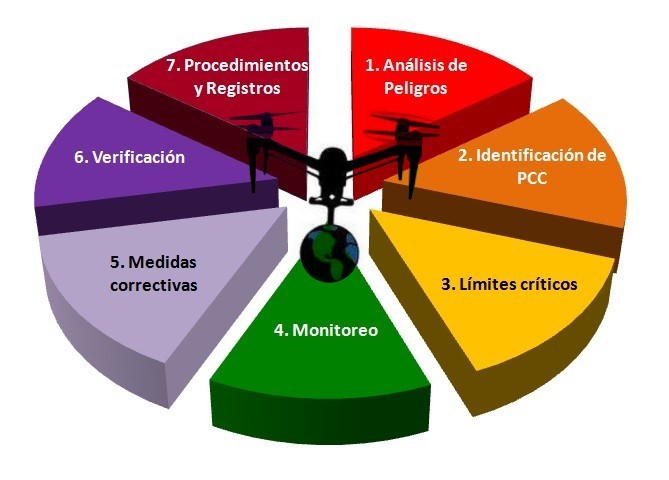 1. Análisis de
Peligros
2. Identificación de
PCC
3. Límites críticos
4. Monitoreo
5. Medidas
correctivas
6. Verificación
7. Procedimientos
y Registros